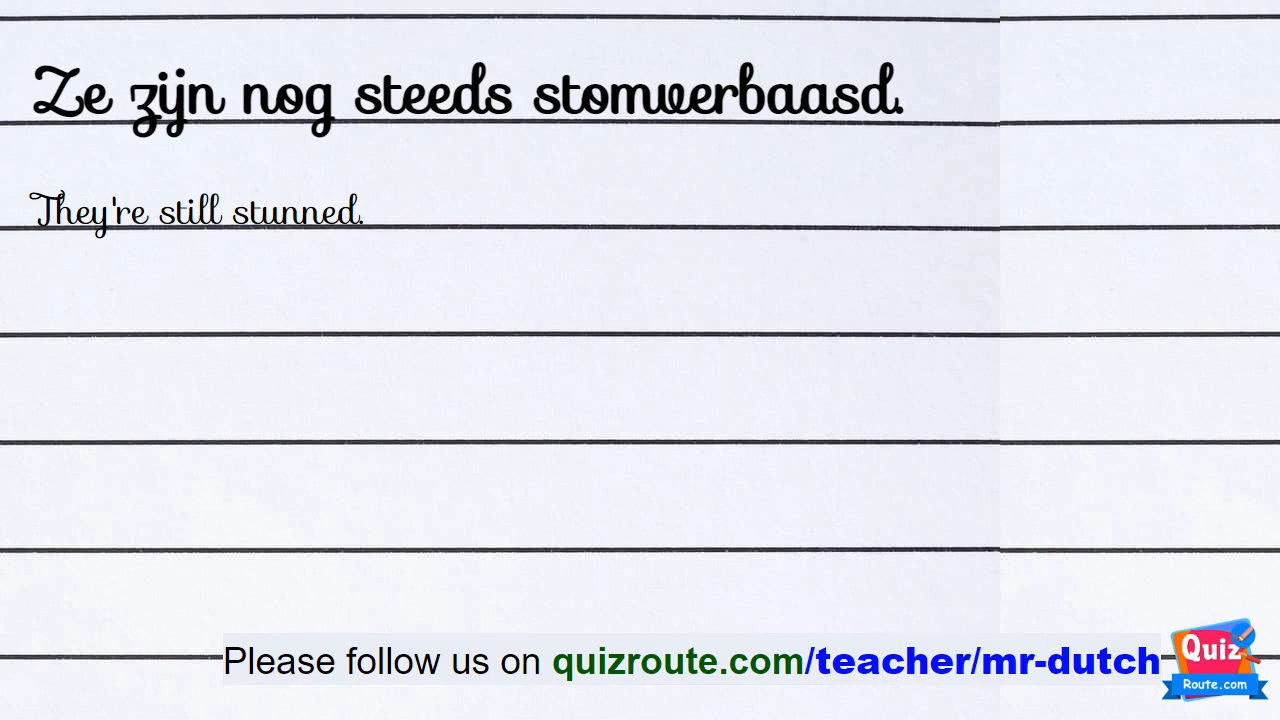 Ze zijn nog steeds stomverbaasd.
They're still stunned.
Please follow us on quizroute.com/teacher/mr-dutch
Quiz
Route.com